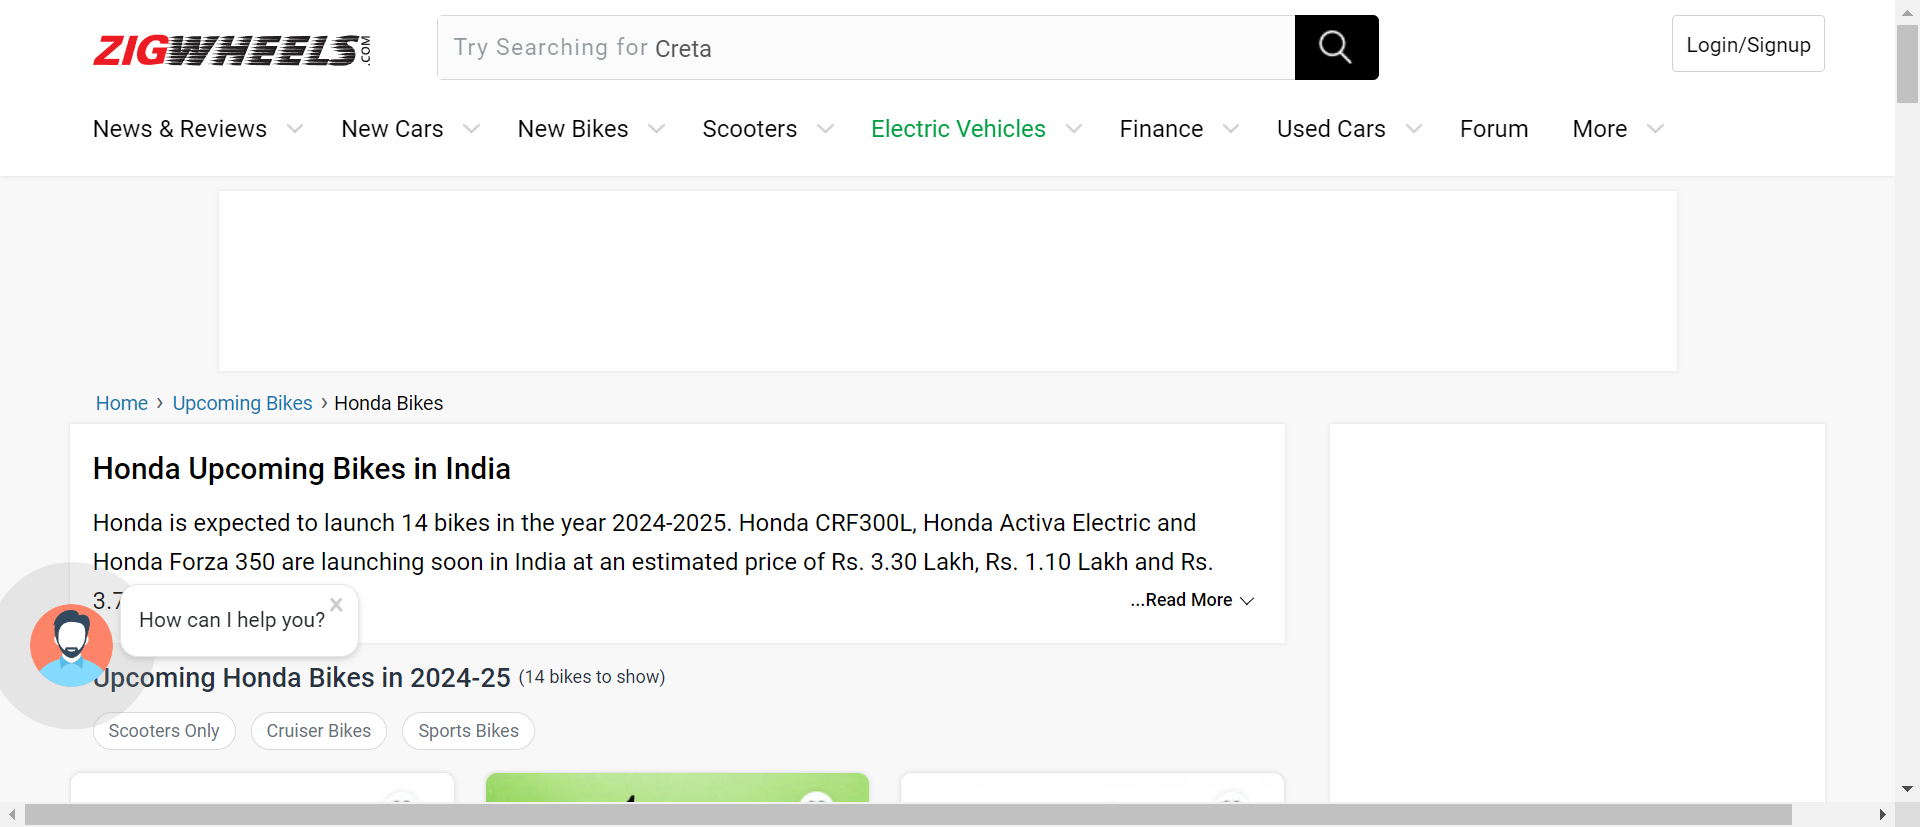 ZIGWHEELS.COM
Try Searching for Creta
Login/Signup
News & Reviews
New Cars
New Bikes
Scooters
Electric Vehicles
Finance
Used Cars
Forum
More
Home › Upcoming Bikes › Honda Bikes
Honda Upcoming Bikes in India
Honda is expected to launch 14 bikes in the year 2024-2025. Honda CRF300L, Honda Activa Electric and
Honda Forza 350 are launching soon in India at an estimated price of Rs. 3.30 Lakh, Rs. 1.10 Lakh and Rs.
...Read More
How can I help you?
Upcoming Honda Bikes in 2024-25 (14 bikes to show)
Scooters Only
Cruiser Bikes
Sports Bikes